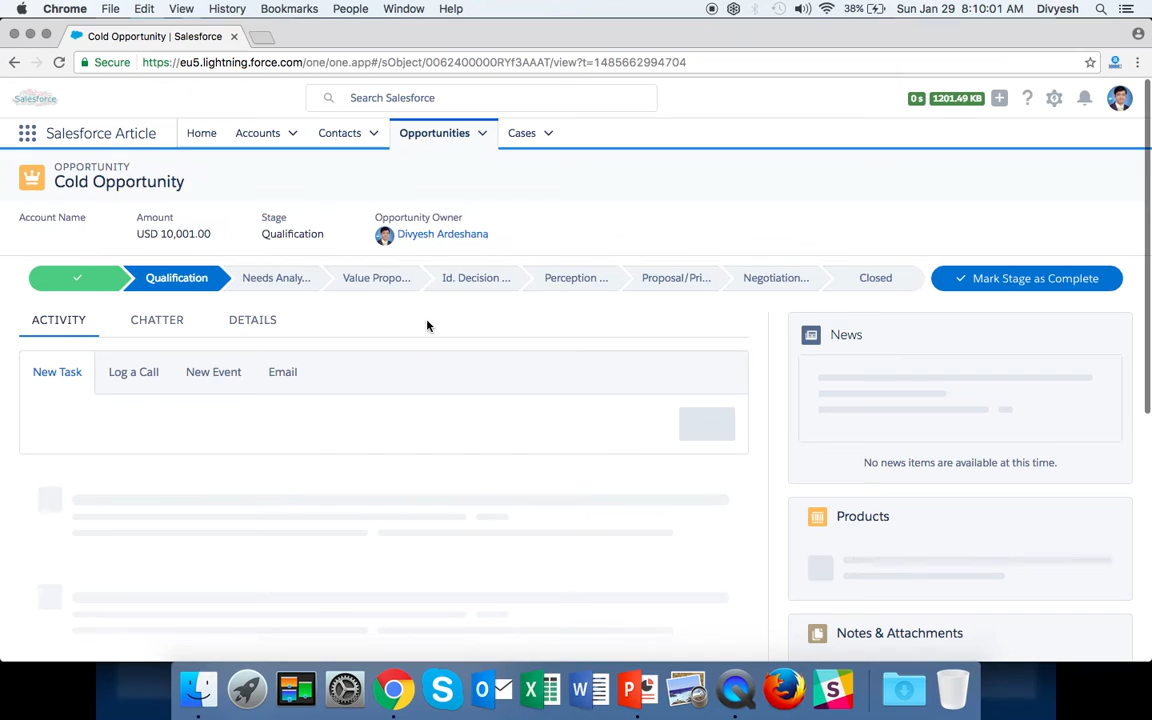 Chrome File Edit View History Bookmarks People Window Help 38% Sun Jan 29 8:10:01 AM Divyesh
Cold Opportunity | Salesforce
Secure https://eu5.lightning.force.com/one/one.app#/sObject/0062400000RYf3AAAT/view?t=1485662994704
Salesforce Search Salesforce 0 s 1201.49 KB
Salesforce Article Home Accounts Contacts Opportunities Cases
OPPORTUNITY
Cold Opportunity
Account Name Amount Stage Opportunity Owner
USD 10,001.00 Qualification Divyesh Ardeshana
Qualification Needs Analy... Value Propo... Id. Decision ... Perception ... Proposal/Pri... Negotiation... Closed Mark Stage as Complete
ACTIVITY CHATTER DETAILS
News
New Task Log a Call New Event Email
No news items are available at this time.
Products
Notes & Attachments